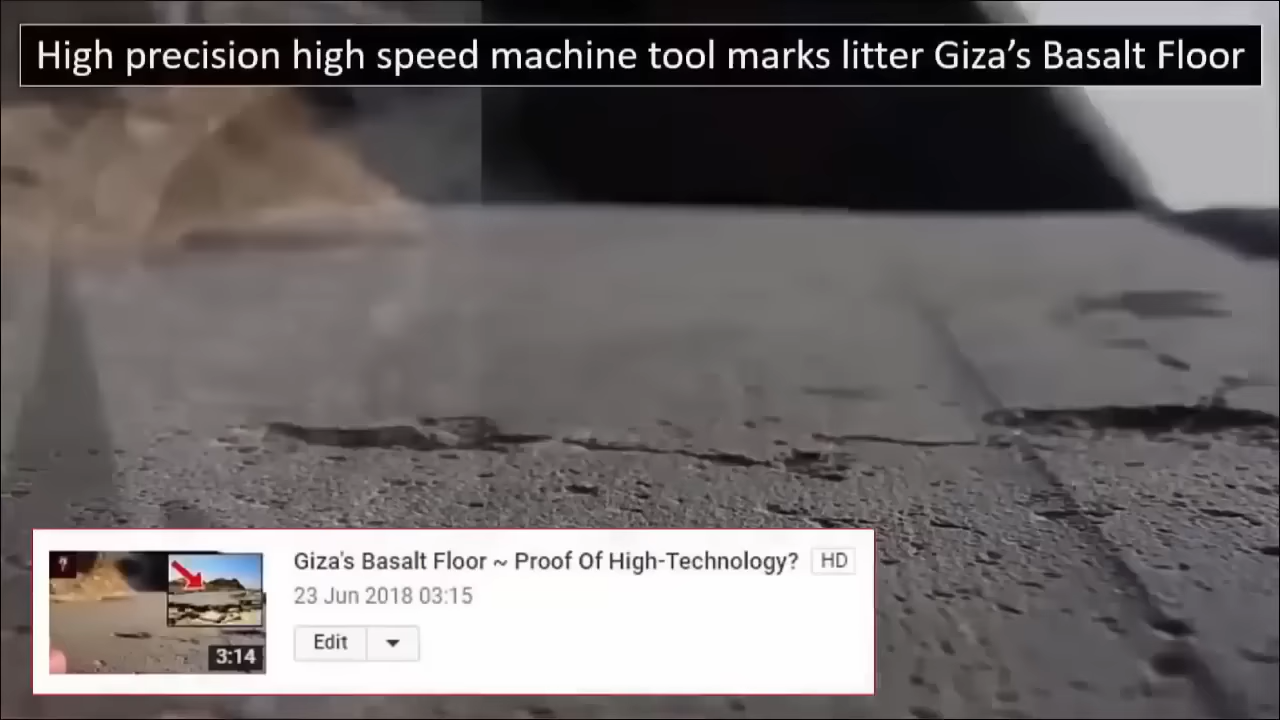 High precision high speed machine tool marks litter Giza’s Basalt Floor
Giza's Basalt Floor ~ Proof Of High-Technology? HD
23 Jun 2018 03:15
Edit
3:14
?